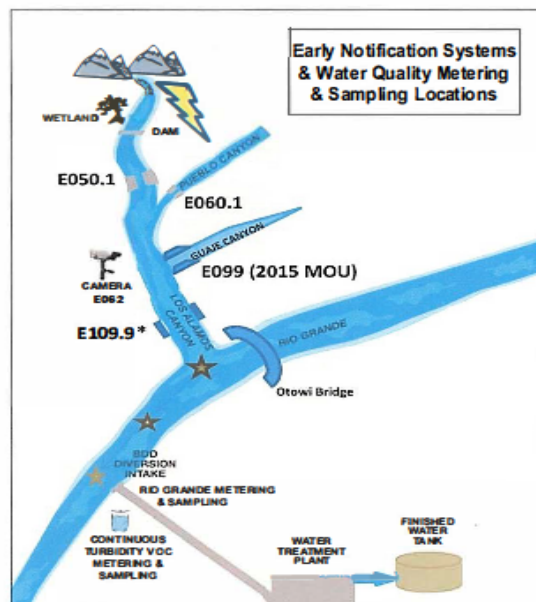 Early Notification Systems
& Water Quality Metering
& Sampling Locations
WETLAND
DAM
PUEBLO CANYON
E050.1
E060.1
GUAJE CANYON
E099 (2015 MOU)
CAMERA
E062
LOS ALAMOS
CANYON
E109.9*
RIO GRANDE
Otowi Bridge
BDD
DIVERSION
INTAKE
RIO GRANDE METERING
& SAMPLING
CONTINUOUS
TURBIDITY VOC
METERING &
SAMPLING
WATER
TREATMENT
PLANT
FINISHED
WATER
TANK